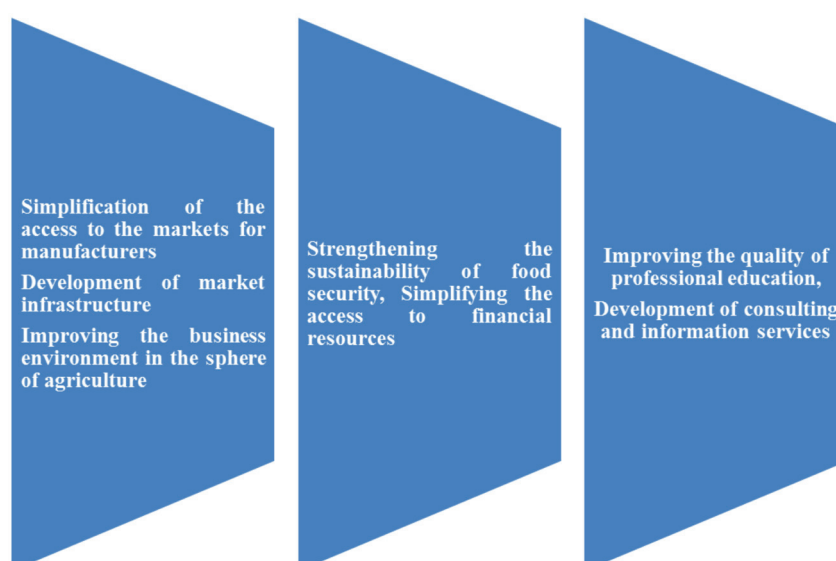 Simplification of the
access to the markets for
manufacturers
Development of market
infrastructure
Improving the business
environment in the sphere
of agriculture
Strengthening the
sustainability of food
security, Simplifying the
access to financial
resources
Improving the quality of
professional education,
Development of consulting
and information services